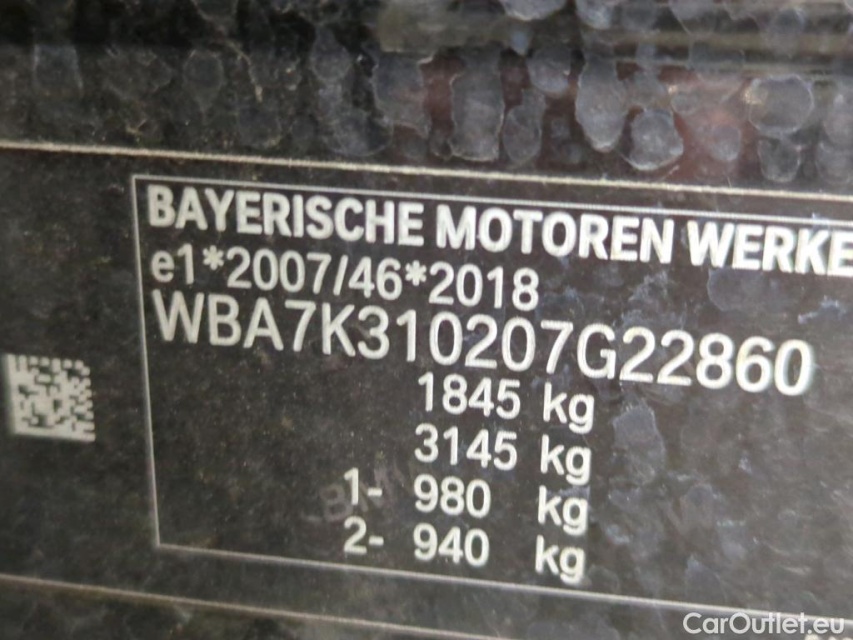 BAYERISCHE MOTOREN WERKE
e1*2007/46*2018
WBA7K310207G22860
1845 kg
3145 kg
1- 980 kg
2- 940 kg
CarOutlet.eu